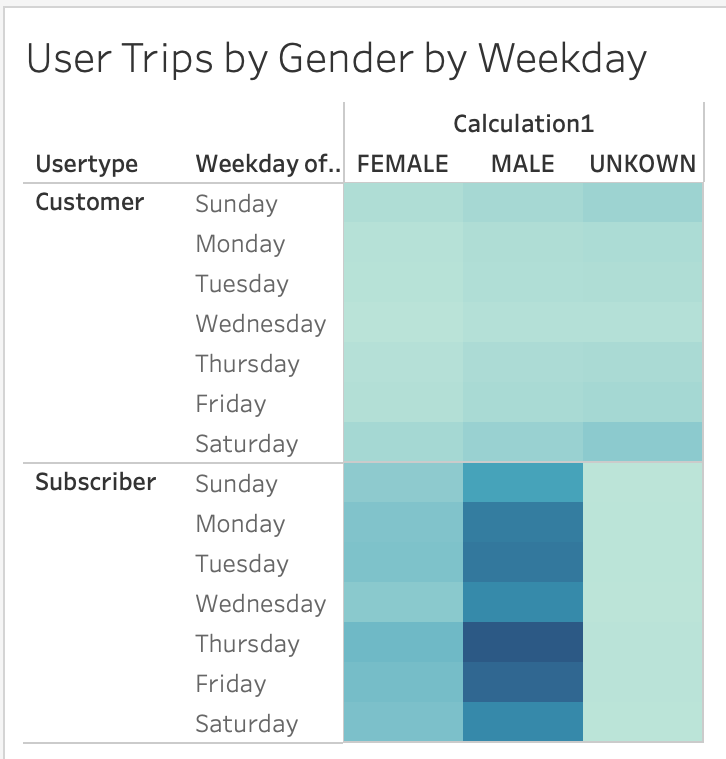 User Trips by Gender by Weekday
Calculation1
Usertype Weekday of.. FEMALE MALE UNKOWN
Customer Sunday
Monday
Tuesday
Wednesday
Thursday
Friday
Saturday
Subscriber Sunday
Monday
Tuesday
Wednesday
Thursday
Friday
Saturday